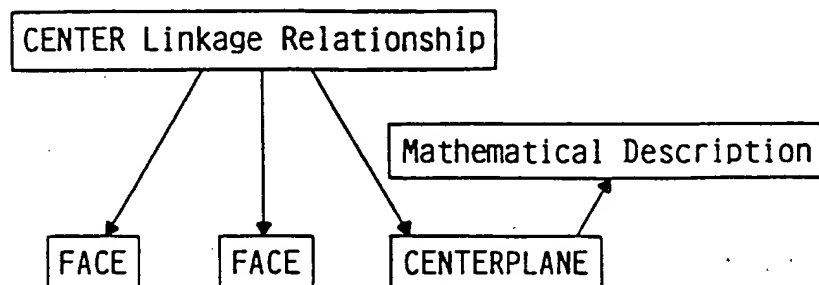 CENTER Linkage Relationship
Mathematical Description
FACE
FACE
CENTERPLANE